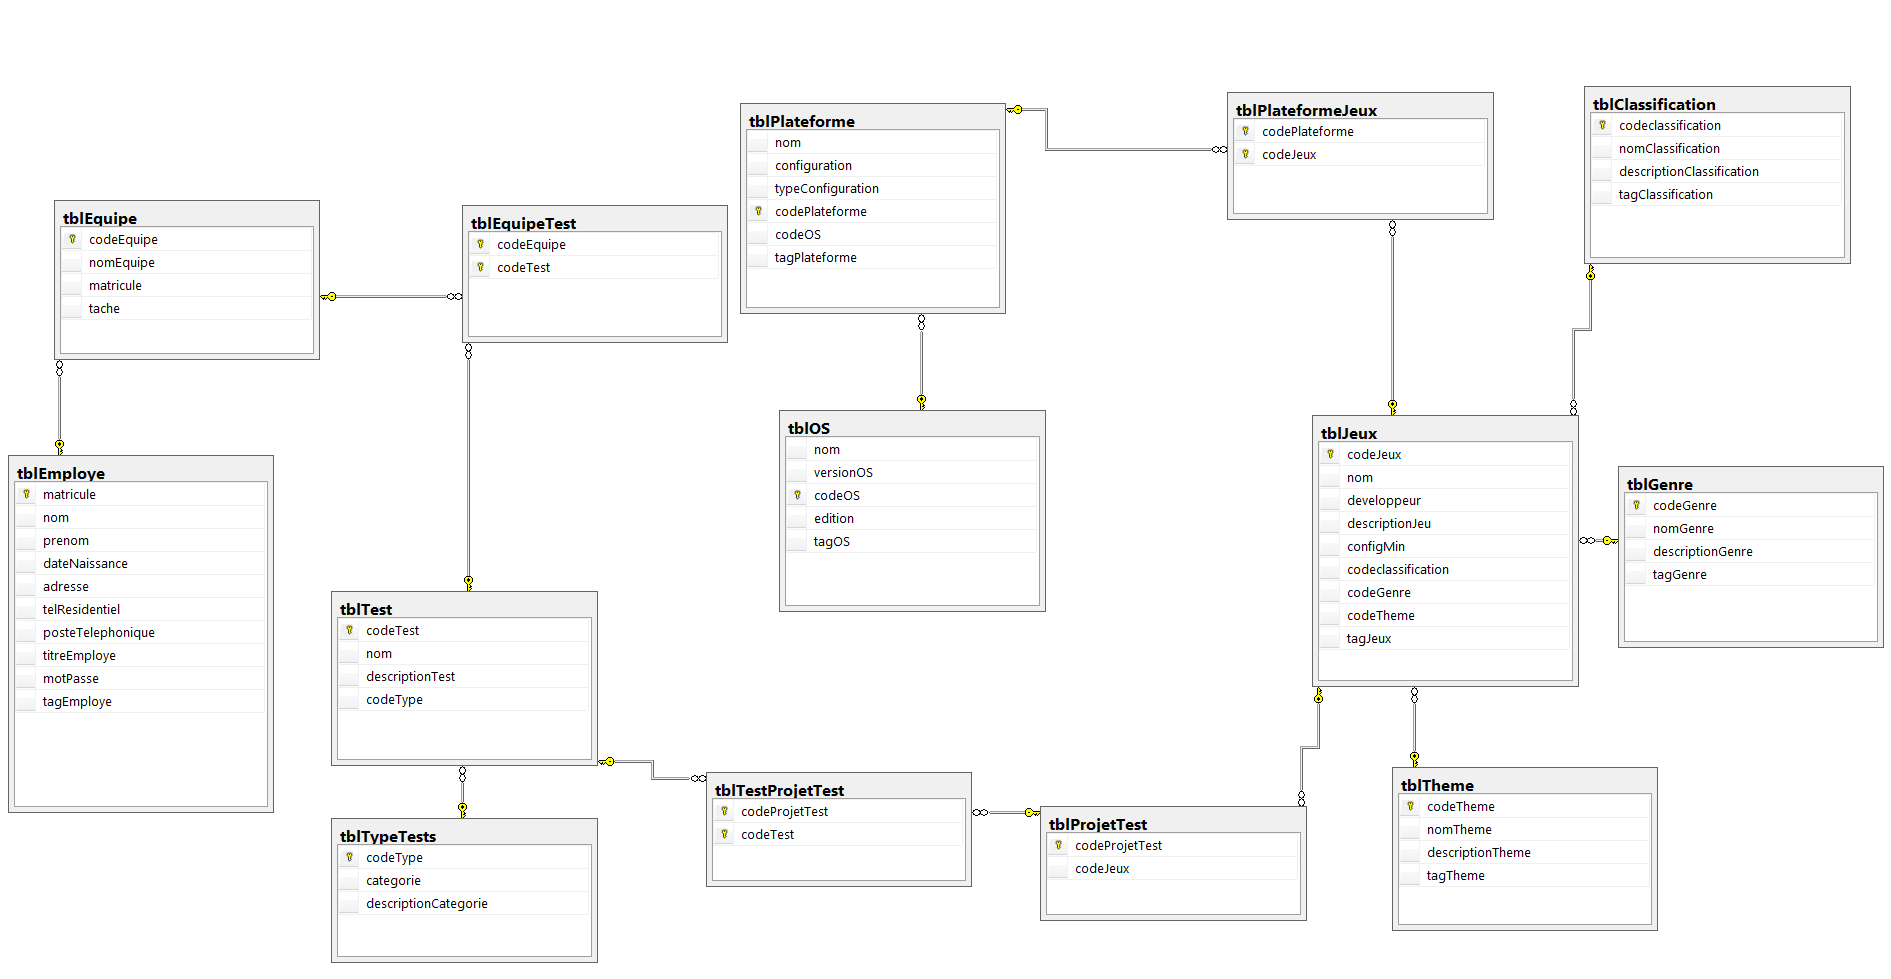 tblEquipe
codeEquipe
nomEquipe
matricule
tache
tblEquipeTest
codeEquipe
codeTest
tblPlateforme
nom
configuration
typeConfiguration
codePlateforme
codeOS
tagPlateforme
tblPlateformeJeux
codePlateforme
codeJeux
tblClassification
codeclassification
nomClassification
descriptionClassification
tagClassification
tblEmploye
matricule
nom
prenom
dateNaissance
adresse
telResidentiel
posteTelephonique
titreEmploye
motPasse
tagEmploye
tblOS
nom
versionOS
codeOS
edition
tagOS
tblJeux
codeJeux
nom
developpeur
descriptionJeu
configMin
codeclassification
codeGenre
codeTheme
tagJeux
tblGenre
codeGenre
nomGenre
descriptionGenre
tagGenre
tblTest
codeTest
nom
descriptionTest
codeType
tblTypeTests
codeType
categorie
descriptionCategorie
tblTestProjetTest
codeProjetTest
codeTest
tblProjetTest
codeProjetTest
codeJeux
tblTheme
codeTheme
nomTheme
descriptionTheme
tagTheme